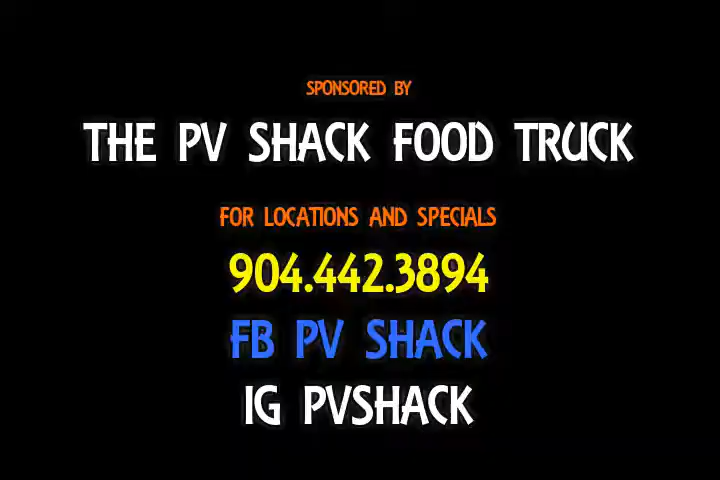 SPONSORED BY
THE PV SHACK FOOD TRUCK
FOR LOCATIONS AND SPECIALS
904.442.3894
FB PV SHACK
IG PVSHACK